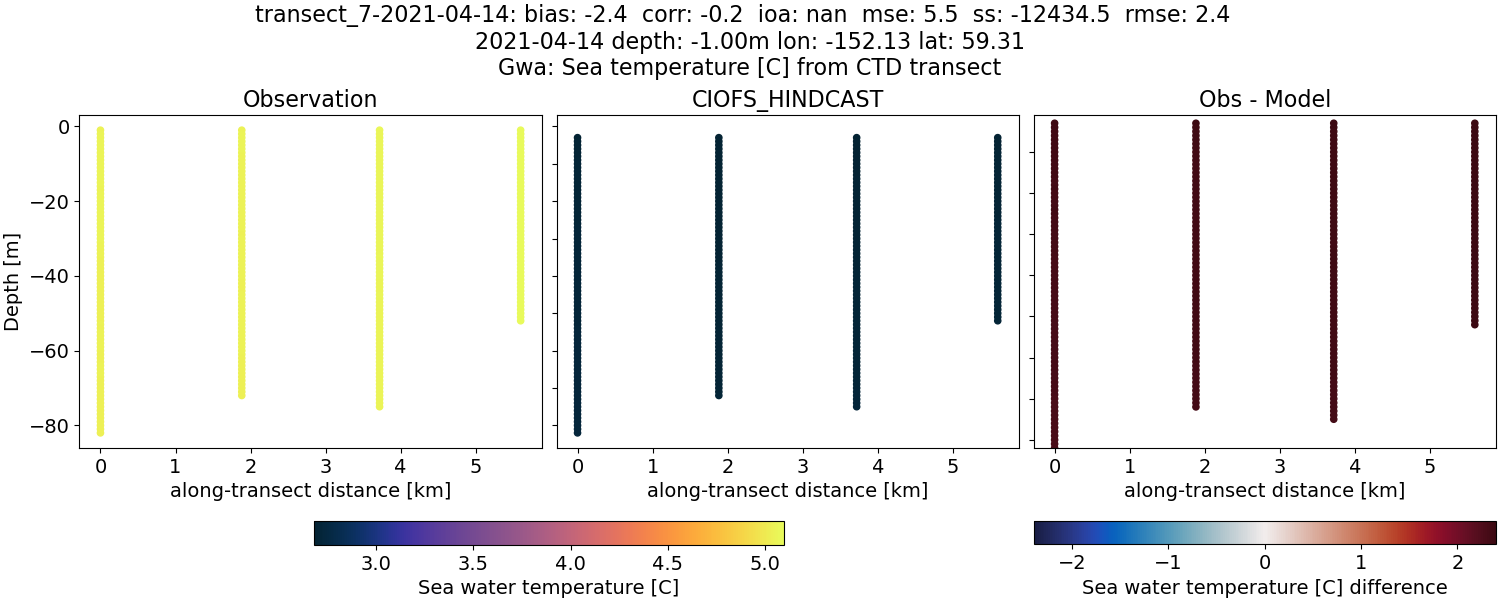 transect_7-2021-04-14: bias: -2.4  corr: -0.2  ioa: nan  mse: 5.5  ss: -12434.5  rmse: 2.4
2021-04-14 depth: -1.00m lon: -152.13 lat: 59.31
Gwa: Sea temperature [C] from CTD transect
Observation
CIOFS_HINDCAST
Obs - Model
Depth [m]
0
−20
−40
−60
−80
0 1 2 3 4 5
along-transect distance [km]
0 1 2 3 4 5
along-transect distance [km]
0 1 2 3 4 5
along-transect distance [km]
3.0 3.5 4.0 4.5 5.0
Sea water temperature [C]
−2 −1 0 1 2
Sea water temperature [C] difference